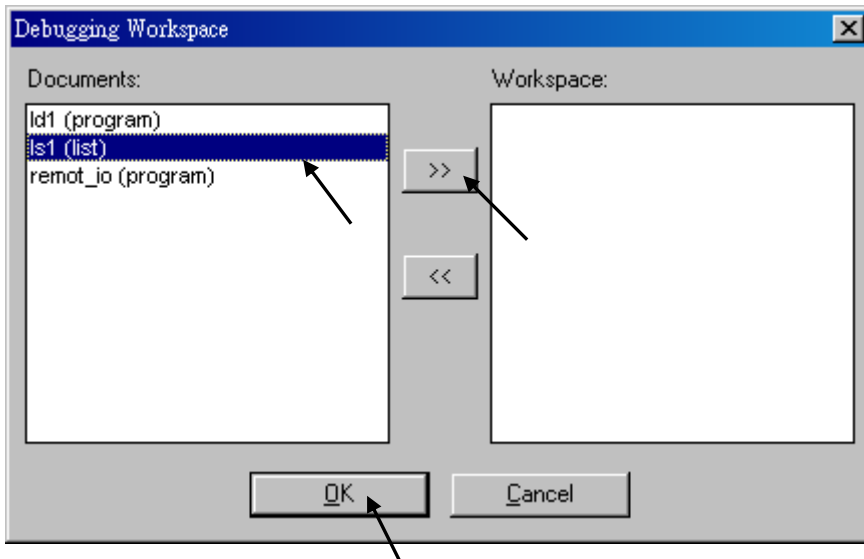 Debugging Workspace
Documents:
Workspace:
ld1 (program)
ls1 (list)
remot_io (program)
>>
<<
OK
Cancel